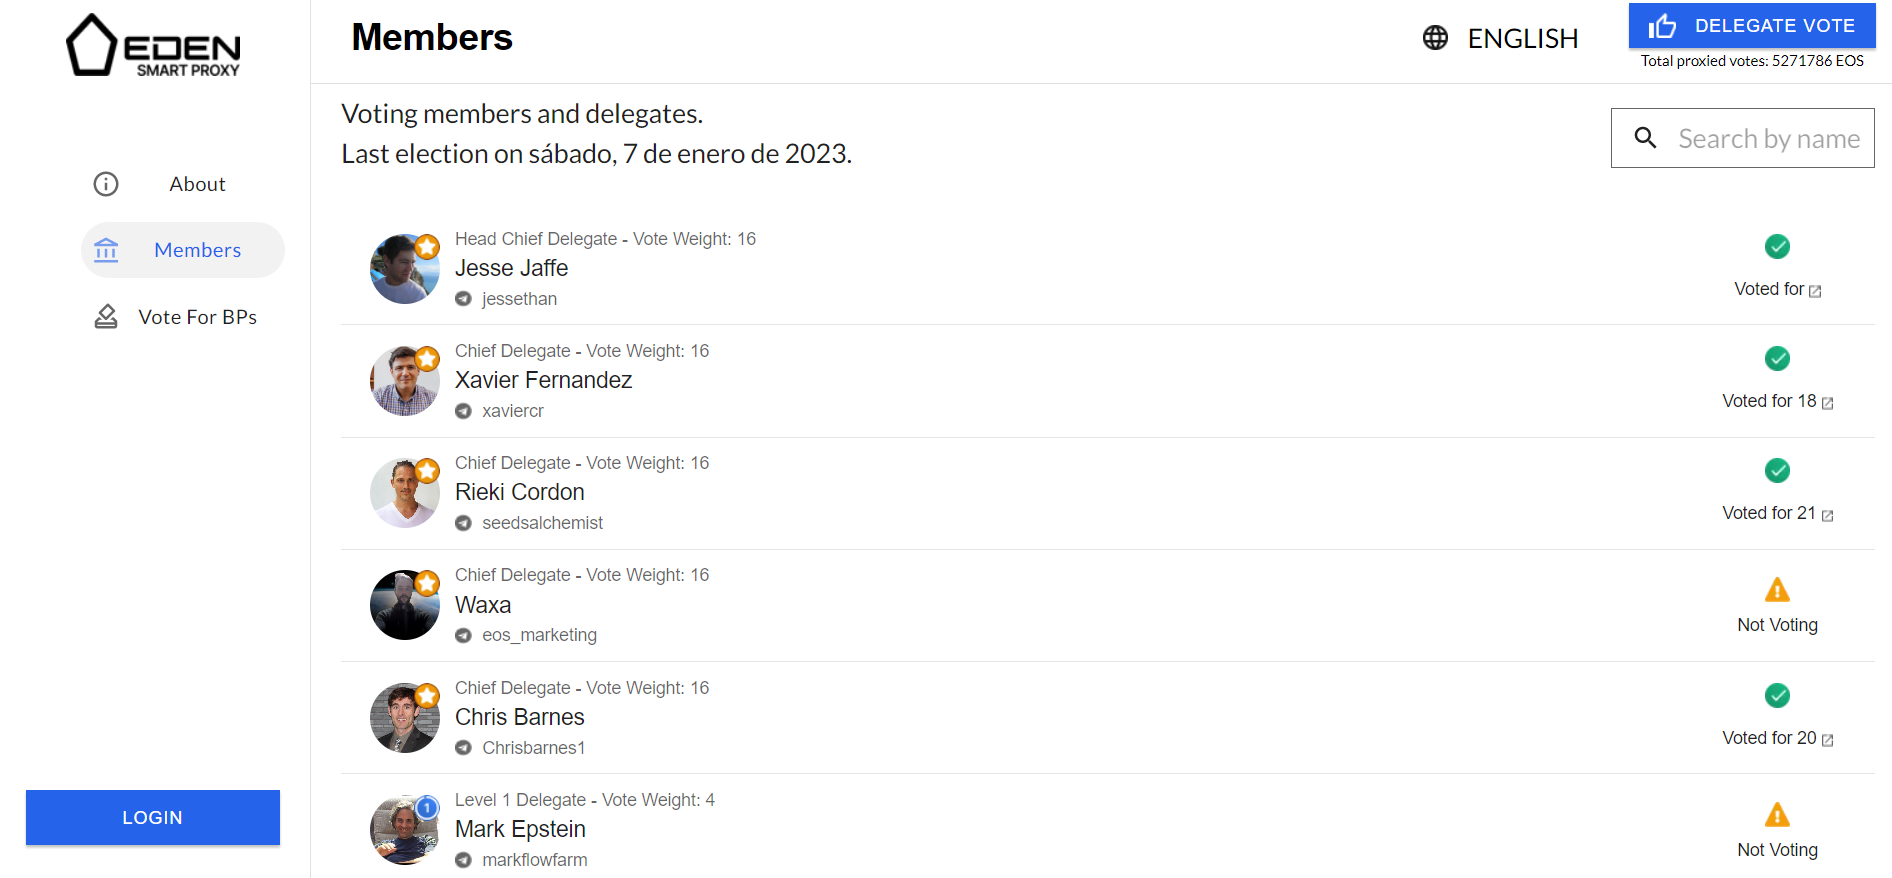 EDEN
SMART PROXY
Members
ENGLISH
DELEGATE VOTE
Total proxied votes: 5271786 EOS
Voting members and delegates.
Last election on sábado, 7 de enero de 2023.
Search by name
About
Members
Vote For BPs
LOGIN
Head Chief Delegate - Vote Weight: 16
Jesse Jaffe
jessethan
Voted for
Chief Delegate - Vote Weight: 16
Xavier Fernandez
xaviercr
Voted for 18
Chief Delegate - Vote Weight: 16
Rieki Cordon
seedsalchemist
Voted for 21
Chief Delegate - Vote Weight: 16
Waxa
eos_marketing
Not Voting
Chief Delegate - Vote Weight: 16
Chris Barnes
Chrisbarnes1
Voted for 20
1
Level 1 Delegate - Vote Weight: 4
Mark Epstein
markflowfarm
Not Voting